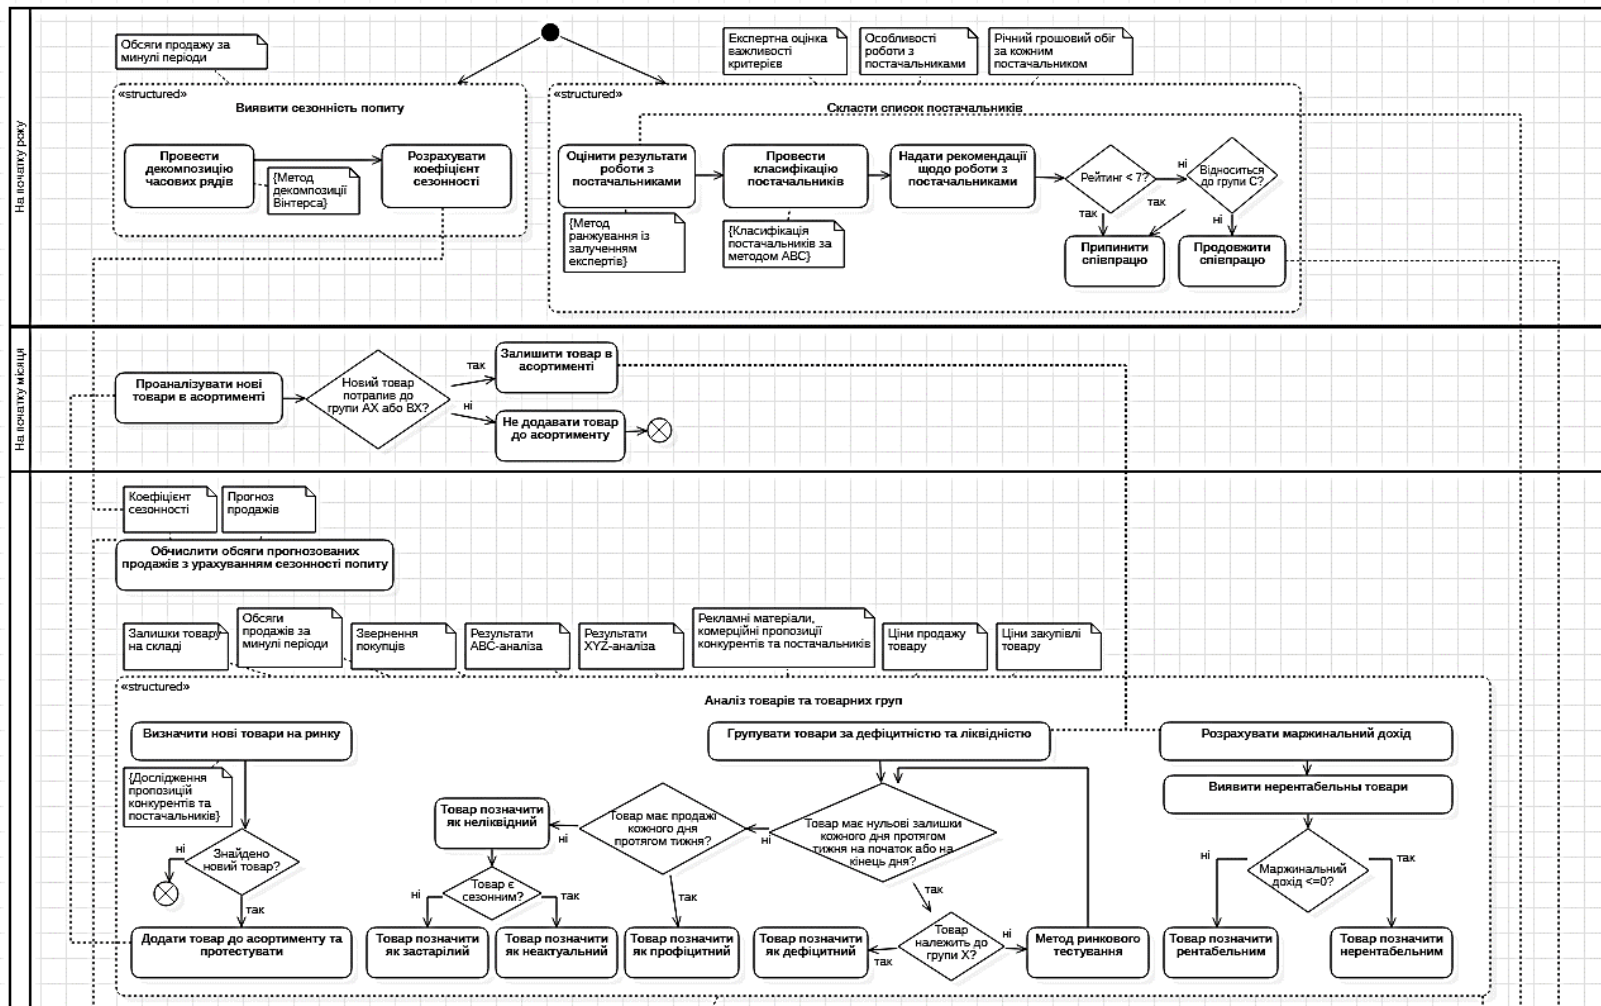 На початку року
Обсяги продажу за
минулі періоди
«structured»
Виявити сезонність попиту
Провести
декомпозицію
часових рядів
{Метод
декомпозиції
Вінтерса}
Розрахувати
коефіцієнт
сезонності
Експертна оцінка
важливості
критерієв
Особливості
роботи з
постачальниками
Річний грошовий обіг
за кожним
постачальником
«structured»
Скласти список постачальників
Оцінити результати
роботи з
постачальниками
{Метод
ранжування із
залученням
експертів}
Провести
класифікацію
постачальників
{Класифікація
постачальників за
методом ABC}
Надати рекомендації
щодо роботи з
постачальниками
Рейтинг < 7?
ні
Відноситься
до групи С?
так
так
ні
Припинити
співпрацю
Продовжити
співпрацю
На початку місяця
Проаналізувати нові
товари в асортименті
Новий товар
потрапив до
групи AX або BX?
так
Залишити товар в
асортименті
ні
Не додавати товар
до асортименту
Коефіцієнт
сезонності
Прогноз
продажів
Обчислити обсяги прогнозованих
продажів з урахуванням сезонності попиту
Залишки товару
на складі
Обсяги
продажів за
минулі періоди
Звернення
покупців
Результати
ABC-аналіза
Результати
XYZ-аналіза
Рекламні матеріали,
комерційні пропозиції
конкурентів та постачальників
Ціни продажу
товару
Ціни закупівлі
товару
«structured»
Аналіз товарів та товарних груп
Визначити нові товари на ринку
{Дослідження
пропозицій
конкурентів та
постачальників}
Знайдено
новий товар?
ні
так
Додати товар до асортименту та
протестувати
Групувати товари за дефіцитністю та ліквідністю
Товар має нульові залишки
кожного дня протягом
тижня на початок або на
кінець дня?
ні
Товар має продажі
кожного дня
протягом тижня?
ні
Товар позначити
як неліквідний
Товар є
сезонним?
ні
так
Товар позначити
як застарілий
Товар позначити
як неактуальний
так
Товар позначити
як профіцитний
так
Товар
належить до
групи X?
так
Товар позначити
як дефіцитний
ні
Метод ринкового
тестування
Розрахувати маржинальний дохід
Виявити нерентабельны товари
Маржинальний
дохід <=0?
ні
так
Товар позначити
рентабельним
Товар позначити
нерентабельним